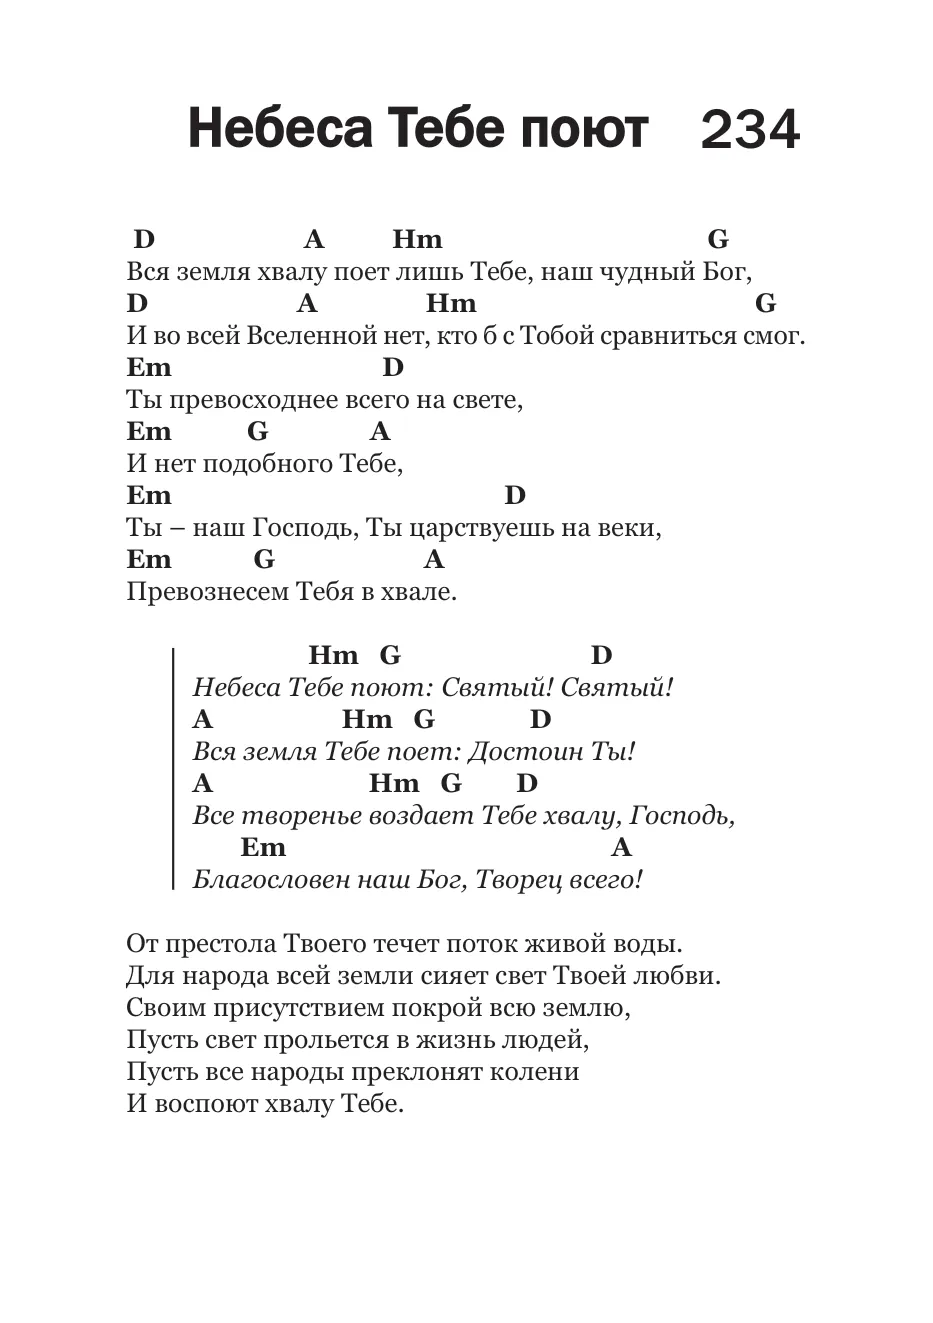 Небеса Тебе поют 234
D A Hm G
Вся земля хвалу поет лишь Тебе, наш чудный Бог,
D A Hm G
И во всей Вселенной нет, кто б с Тобой сравниться смог.
Em D
Ты превосходнее всего на свете,
Em G A
И нет подобного Тебе,
Em D
Ты – наш Господь, Ты царствуешь на веки,
Em G A
Превознесем Тебя в хвале.
Hm G D
Небеса Тебе поют: Святый! Святый!
A Hm G D
Вся земля Тебе поет: Достоин Ты!
A Hm G D
Все творенье воздает Тебе хвалу, Господь,
Em A
Благословен наш Бог, Творец всего!
От престола Твоего течет поток живой воды.
Для народа всей земли сияет свет Твоей любви.
Своим присутствием покрой всю землю,
Пусть свет прольется в жизнь людей,
Пусть все народы преклонят колени
И воспоют хвалу Тебе.